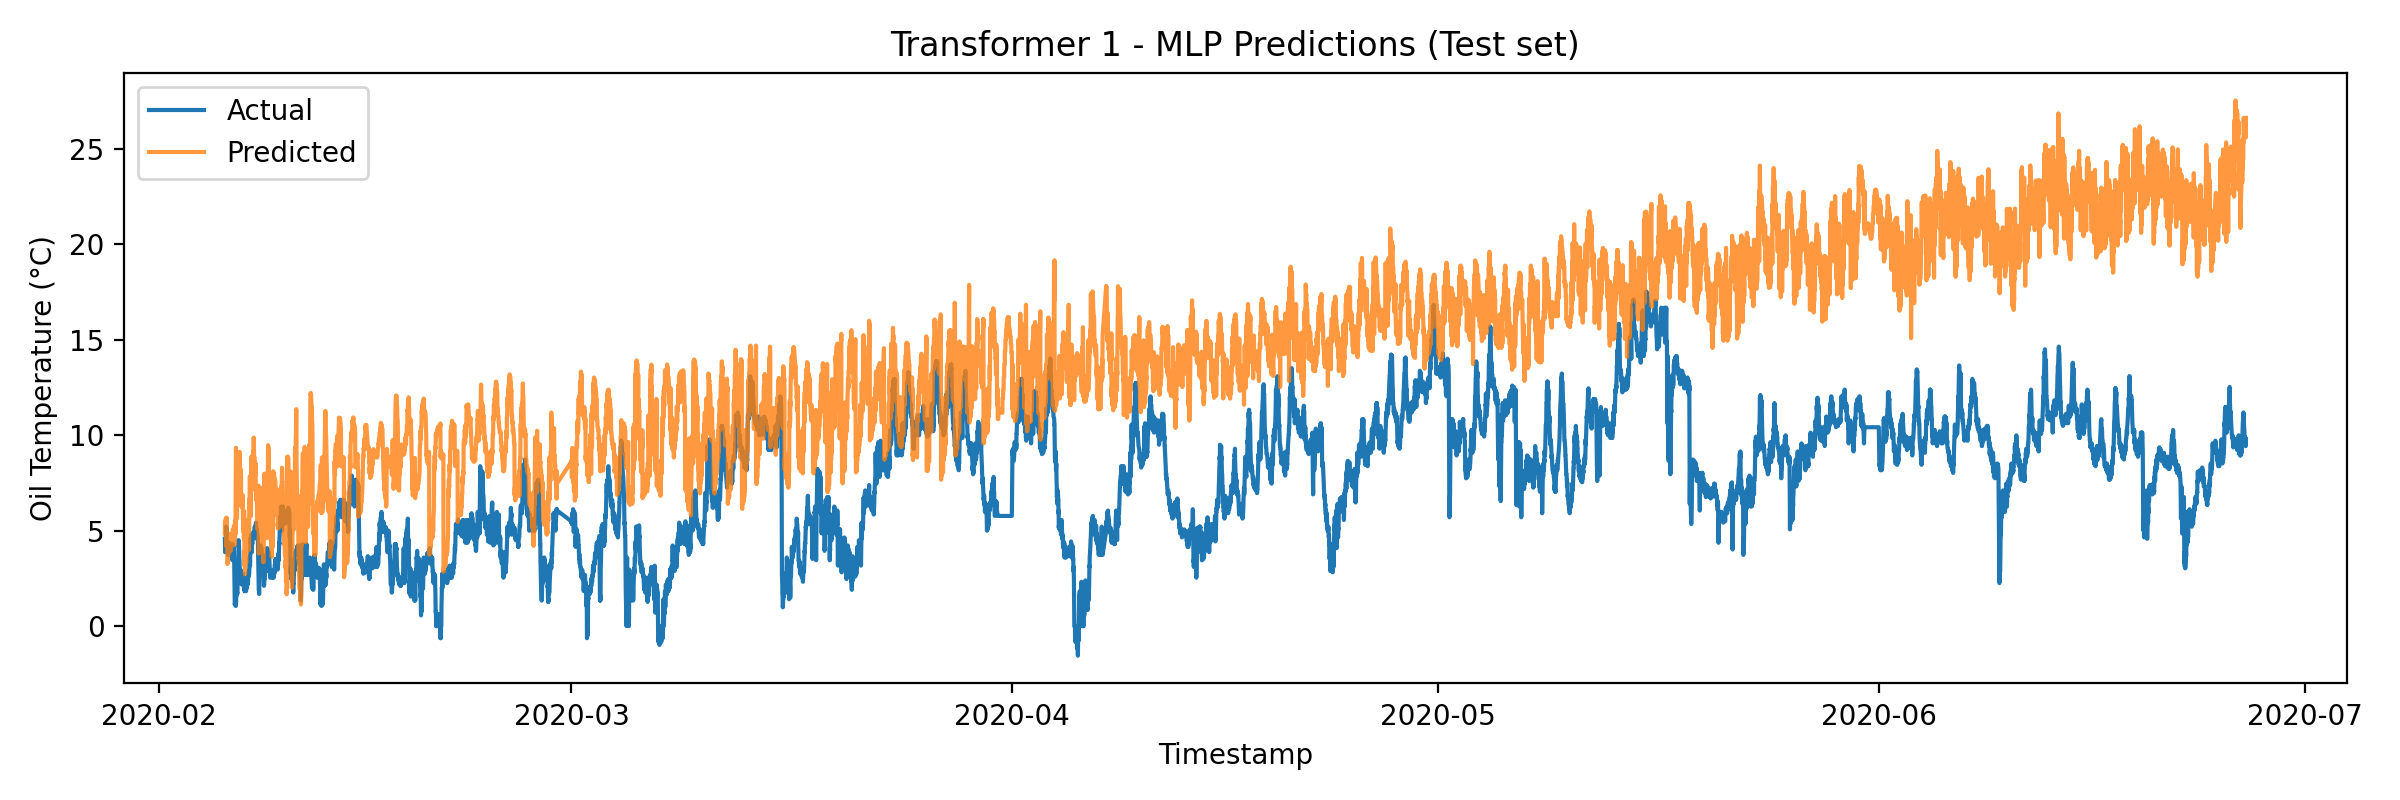 Transformer 1 - MLP Predictions (Test set)
Actual
Predicted
Oil Temperature (°C)
25
20
15
10
5
0
2020-02
2020-03
2020-04
2020-05
2020-06
2020-07
Timestamp